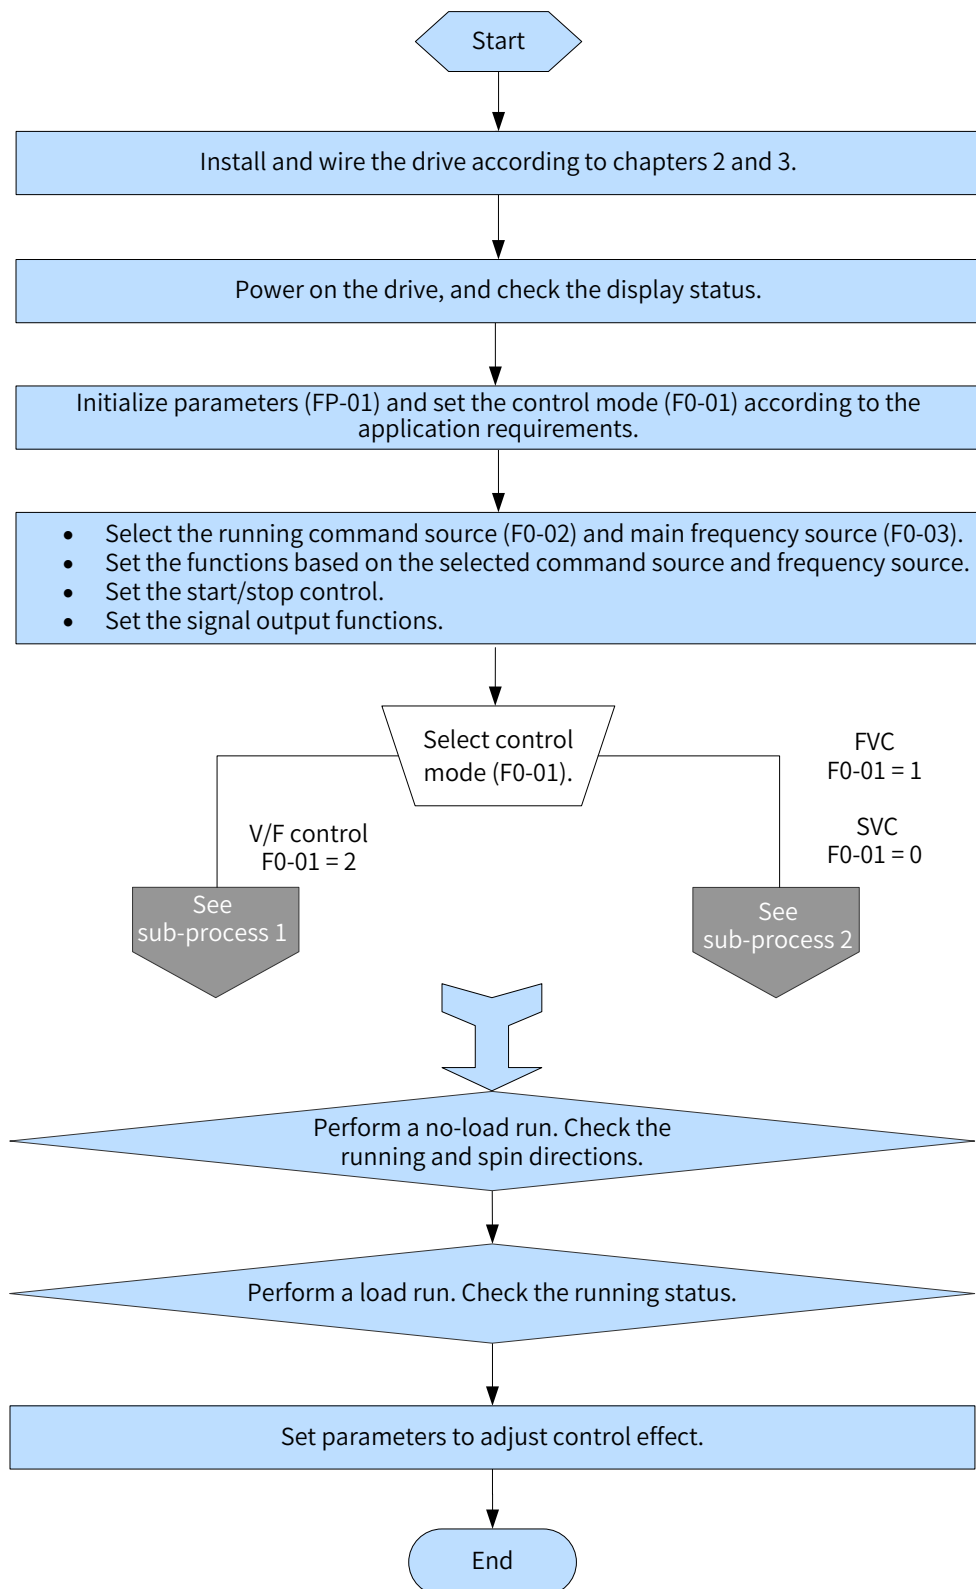 Start
Install and wire the drive according to chapters 2 and 3.
Power on the drive, and check the display status.
Initialize parameters (FP-01) and set the control mode (F0-01) according to the
application requirements.
• Select the running command source (F0-02) and main frequency source (F0-03).
• Set the functions based on the selected command source and frequency source.
• Set the start/stop control.
• Set the signal output functions.
Select control
mode (F0-01).
FVC
F0-01 = 1
SVC
F0-01 = 0
V/F control
F0-01 = 2
See
sub-process 1
See
sub-process 2
Perform a no-load run. Check the
running and spin directions.
Perform a load run. Check the running status.
Set parameters to adjust control effect.
End